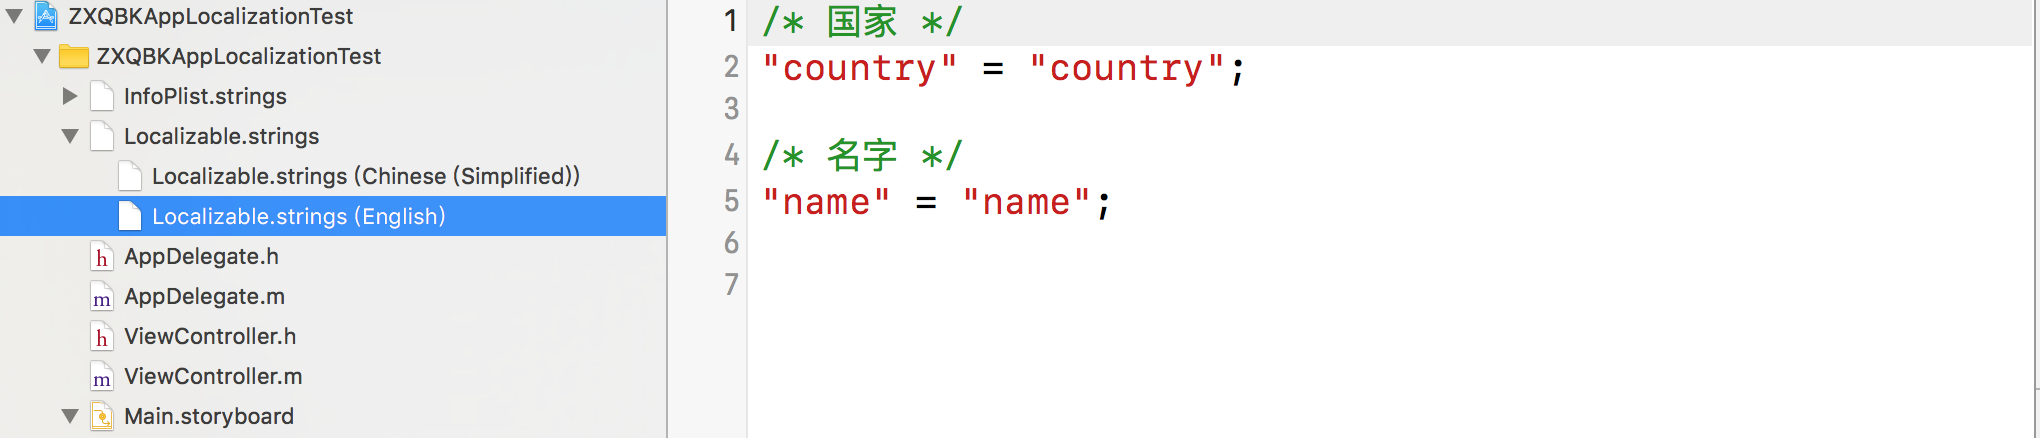 ZXQBKAppLocalizationTest
ZXQBKAppLocalizationTest
InfoPlist.strings
Localizable.strings
Localizable.strings (Chinese (Simplified))
Localizable.strings (English)
h AppDelegate.h
m AppDelegate.m
h ViewController.h
m ViewController.m
Main.storyboard
1 /* 国家 */
2 "country" = "country";
3
4 /* 名字 */
5 "name" = "name";
6
7